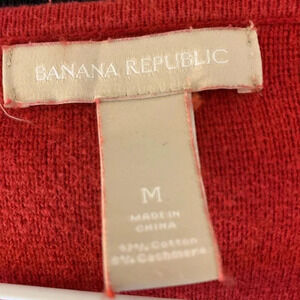 BANANA REPUBLIC
M
MADE IN
CHINA
Cotton
Cashmere